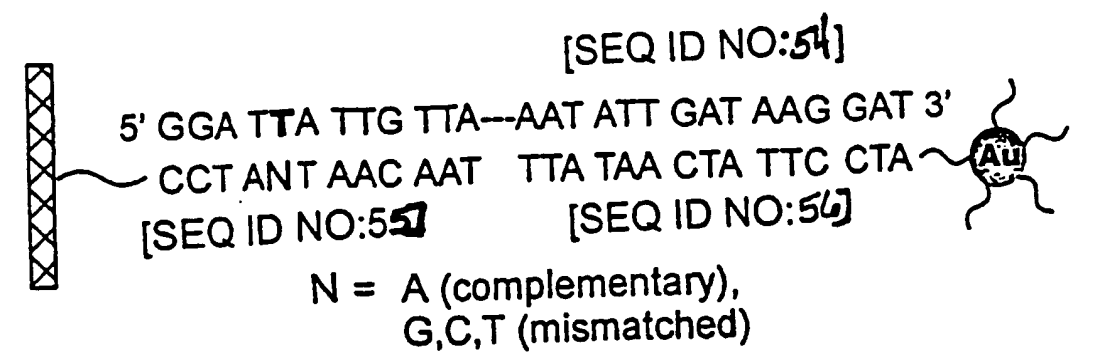 [SEQ ID NO:54]
5' GGA TTA TTG TTA---AAT ATT GAT AAG GAT 3'
CCT ANT AAC AAT TTA TAA CTA TTC CTA Au
[SEQ ID NO:55] [SEQ ID NO:56]
N = A (complementary),
G,C,T (mismatched)